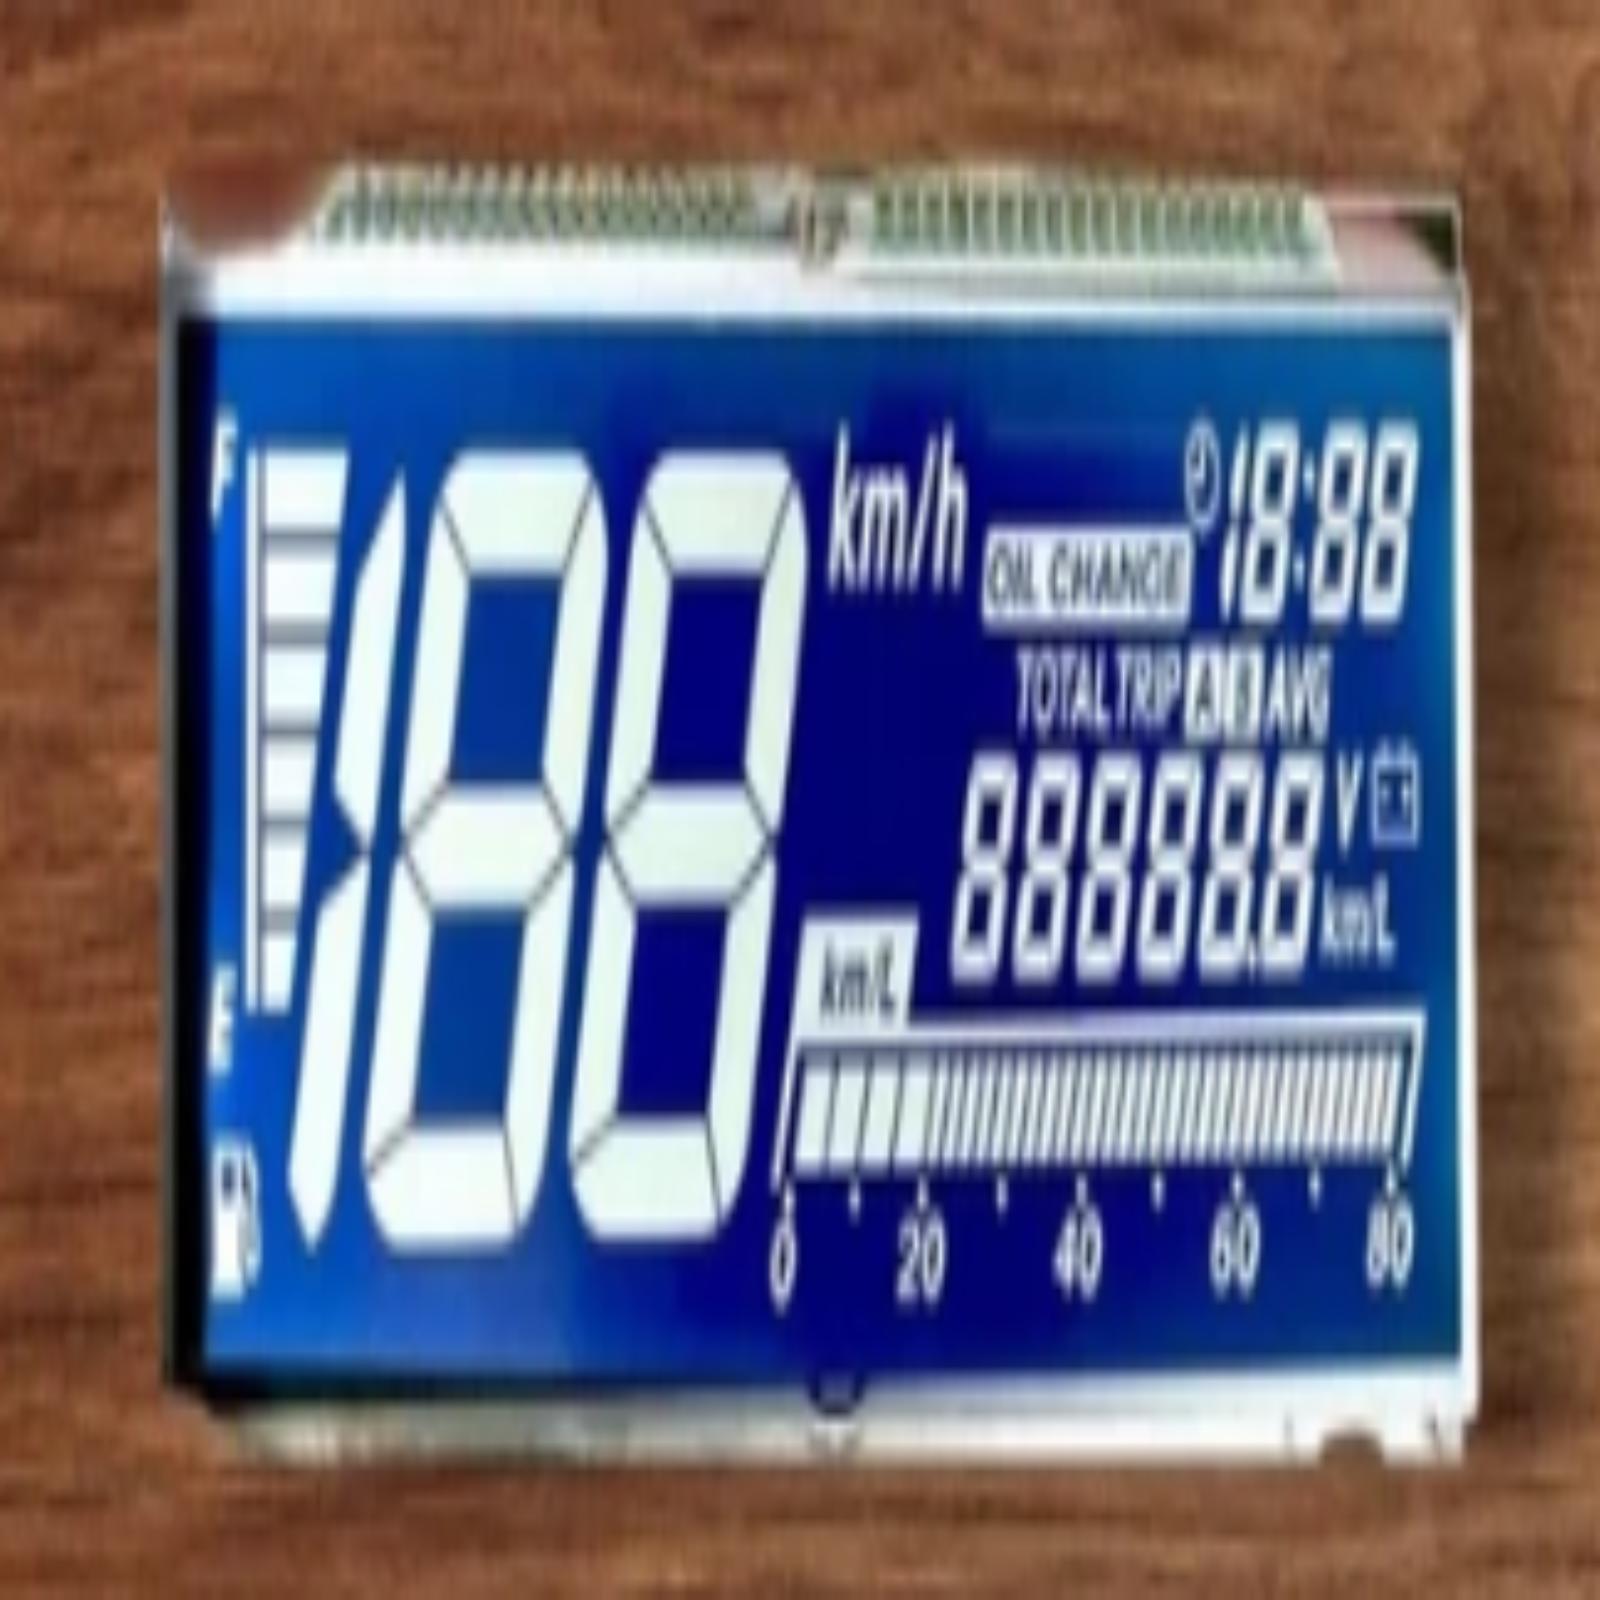 F
E
188
km/h
18:88
OIL CHANGE
TOTAL TRIP A B AVG
88888.8
V
km/L
km/L
0 20 40 60 80